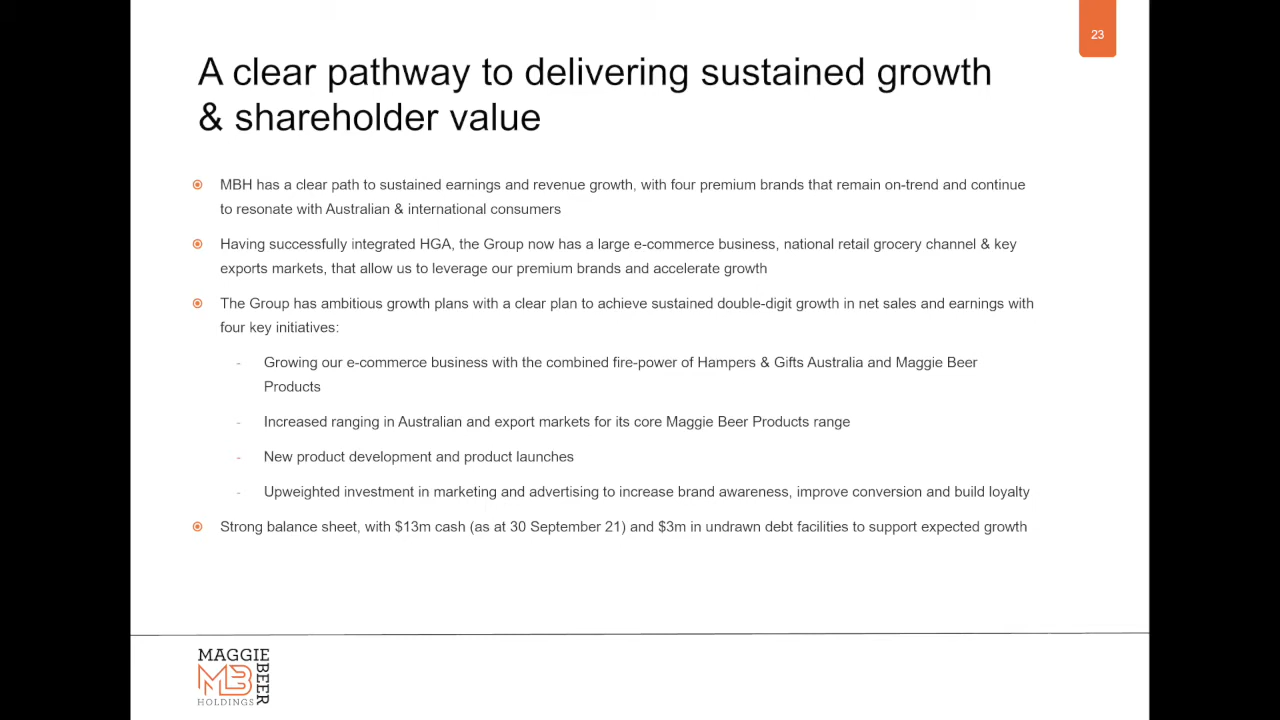 23
A clear pathway to delivering sustained growth
& shareholder value
MBH has a clear path to sustained earnings and revenue growth, with four premium brands that remain on-trend and continue
to resonate with Australian & international consumers
Having successfully integrated HGA, the Group now has a large e-commerce business, national retail grocery channel & key
exports markets, that allow us to leverage our premium brands and accelerate growth
The Group has ambitious growth plans with a clear plan to achieve sustained double-digit growth in net sales and earnings with
four key initiatives:
- Growing our e-commerce business with the combined fire-power of Hampers & Gifts Australia and Maggie Beer
Products
- Increased ranging in Australian and export markets for its core Maggie Beer Products range
- New product development and product launches
- Upweighted investment in marketing and advertising to increase brand awareness, improve conversion and build loyalty
Strong balance sheet, with $13m cash (as at 30 September 21) and $3m in undrawn debt facilities to support expected growth
MAGGIE
BEER
MB
HOLDINGS